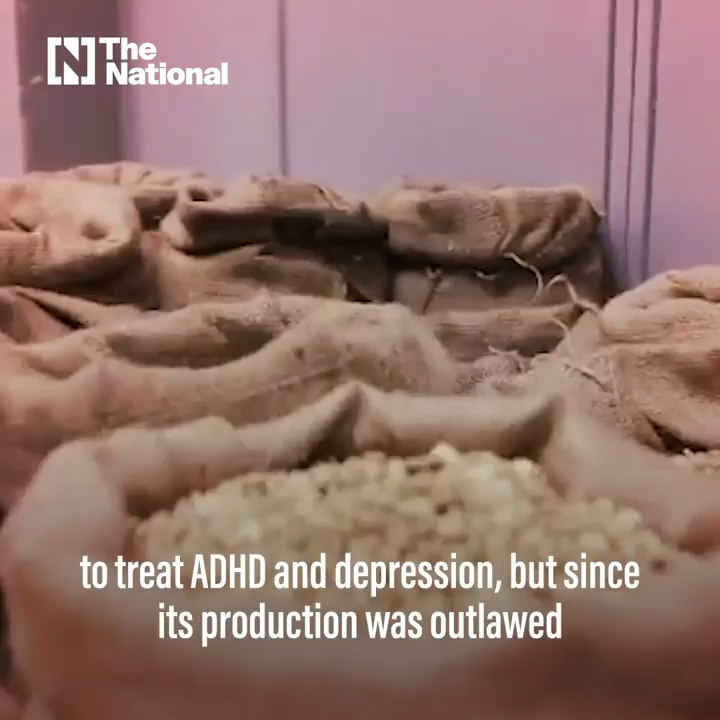 The
National
to treat ADHD and depression, but since
its production was outlawed